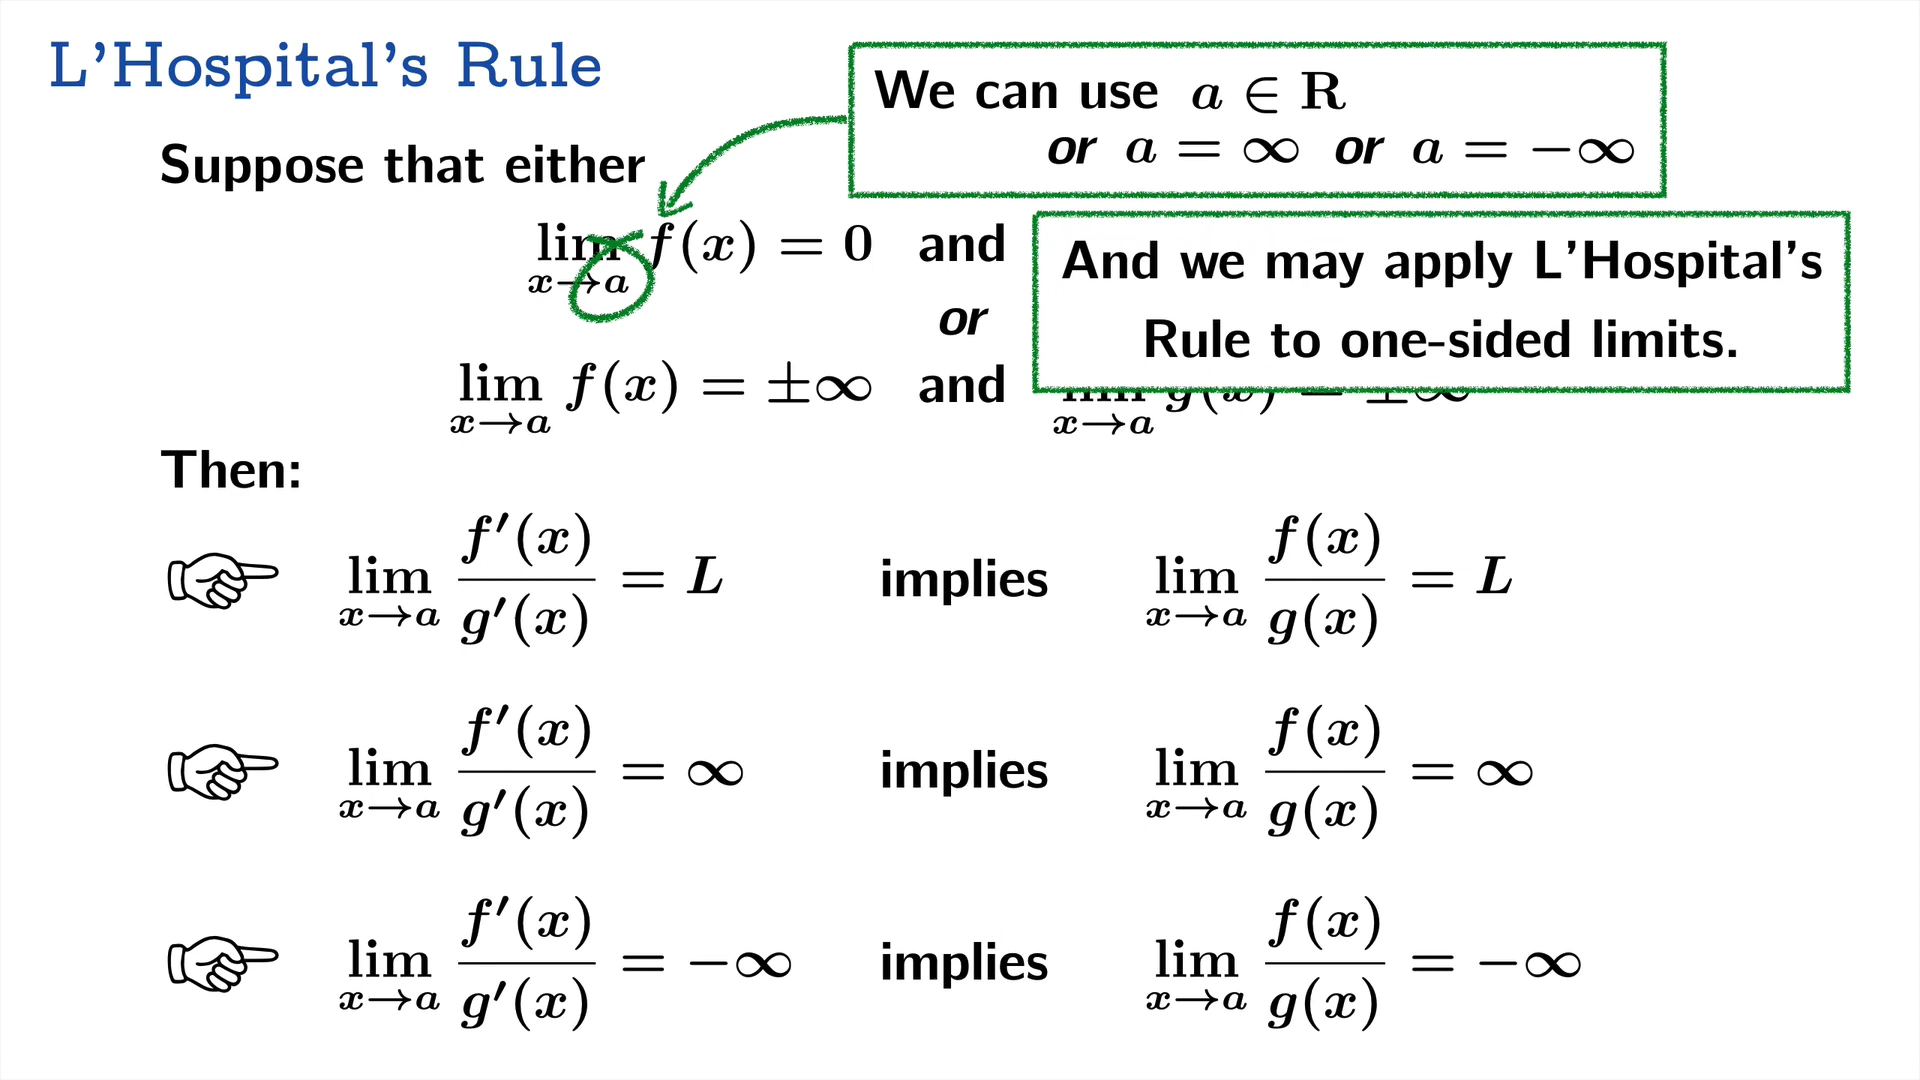 L'Hospital's Rule
We can use a ∈ R
or a = ∞ or a = −∞
Suppose that either
lim x→a f(x) = 0 and
And we may apply L'Hospital's
Rule to one-sided limits.
or
lim x→a f(x) = ±∞ and lim x→a g(x) = ±∞
Then:
lim x→a f′(x)/g′(x) = L implies lim x→a f(x)/g(x) = L
lim x→a f′(x)/g′(x) = ∞ implies lim x→a f(x)/g(x) = ∞
lim x→a f′(x)/g′(x) = −∞ implies lim x→a f(x)/g(x) = −∞